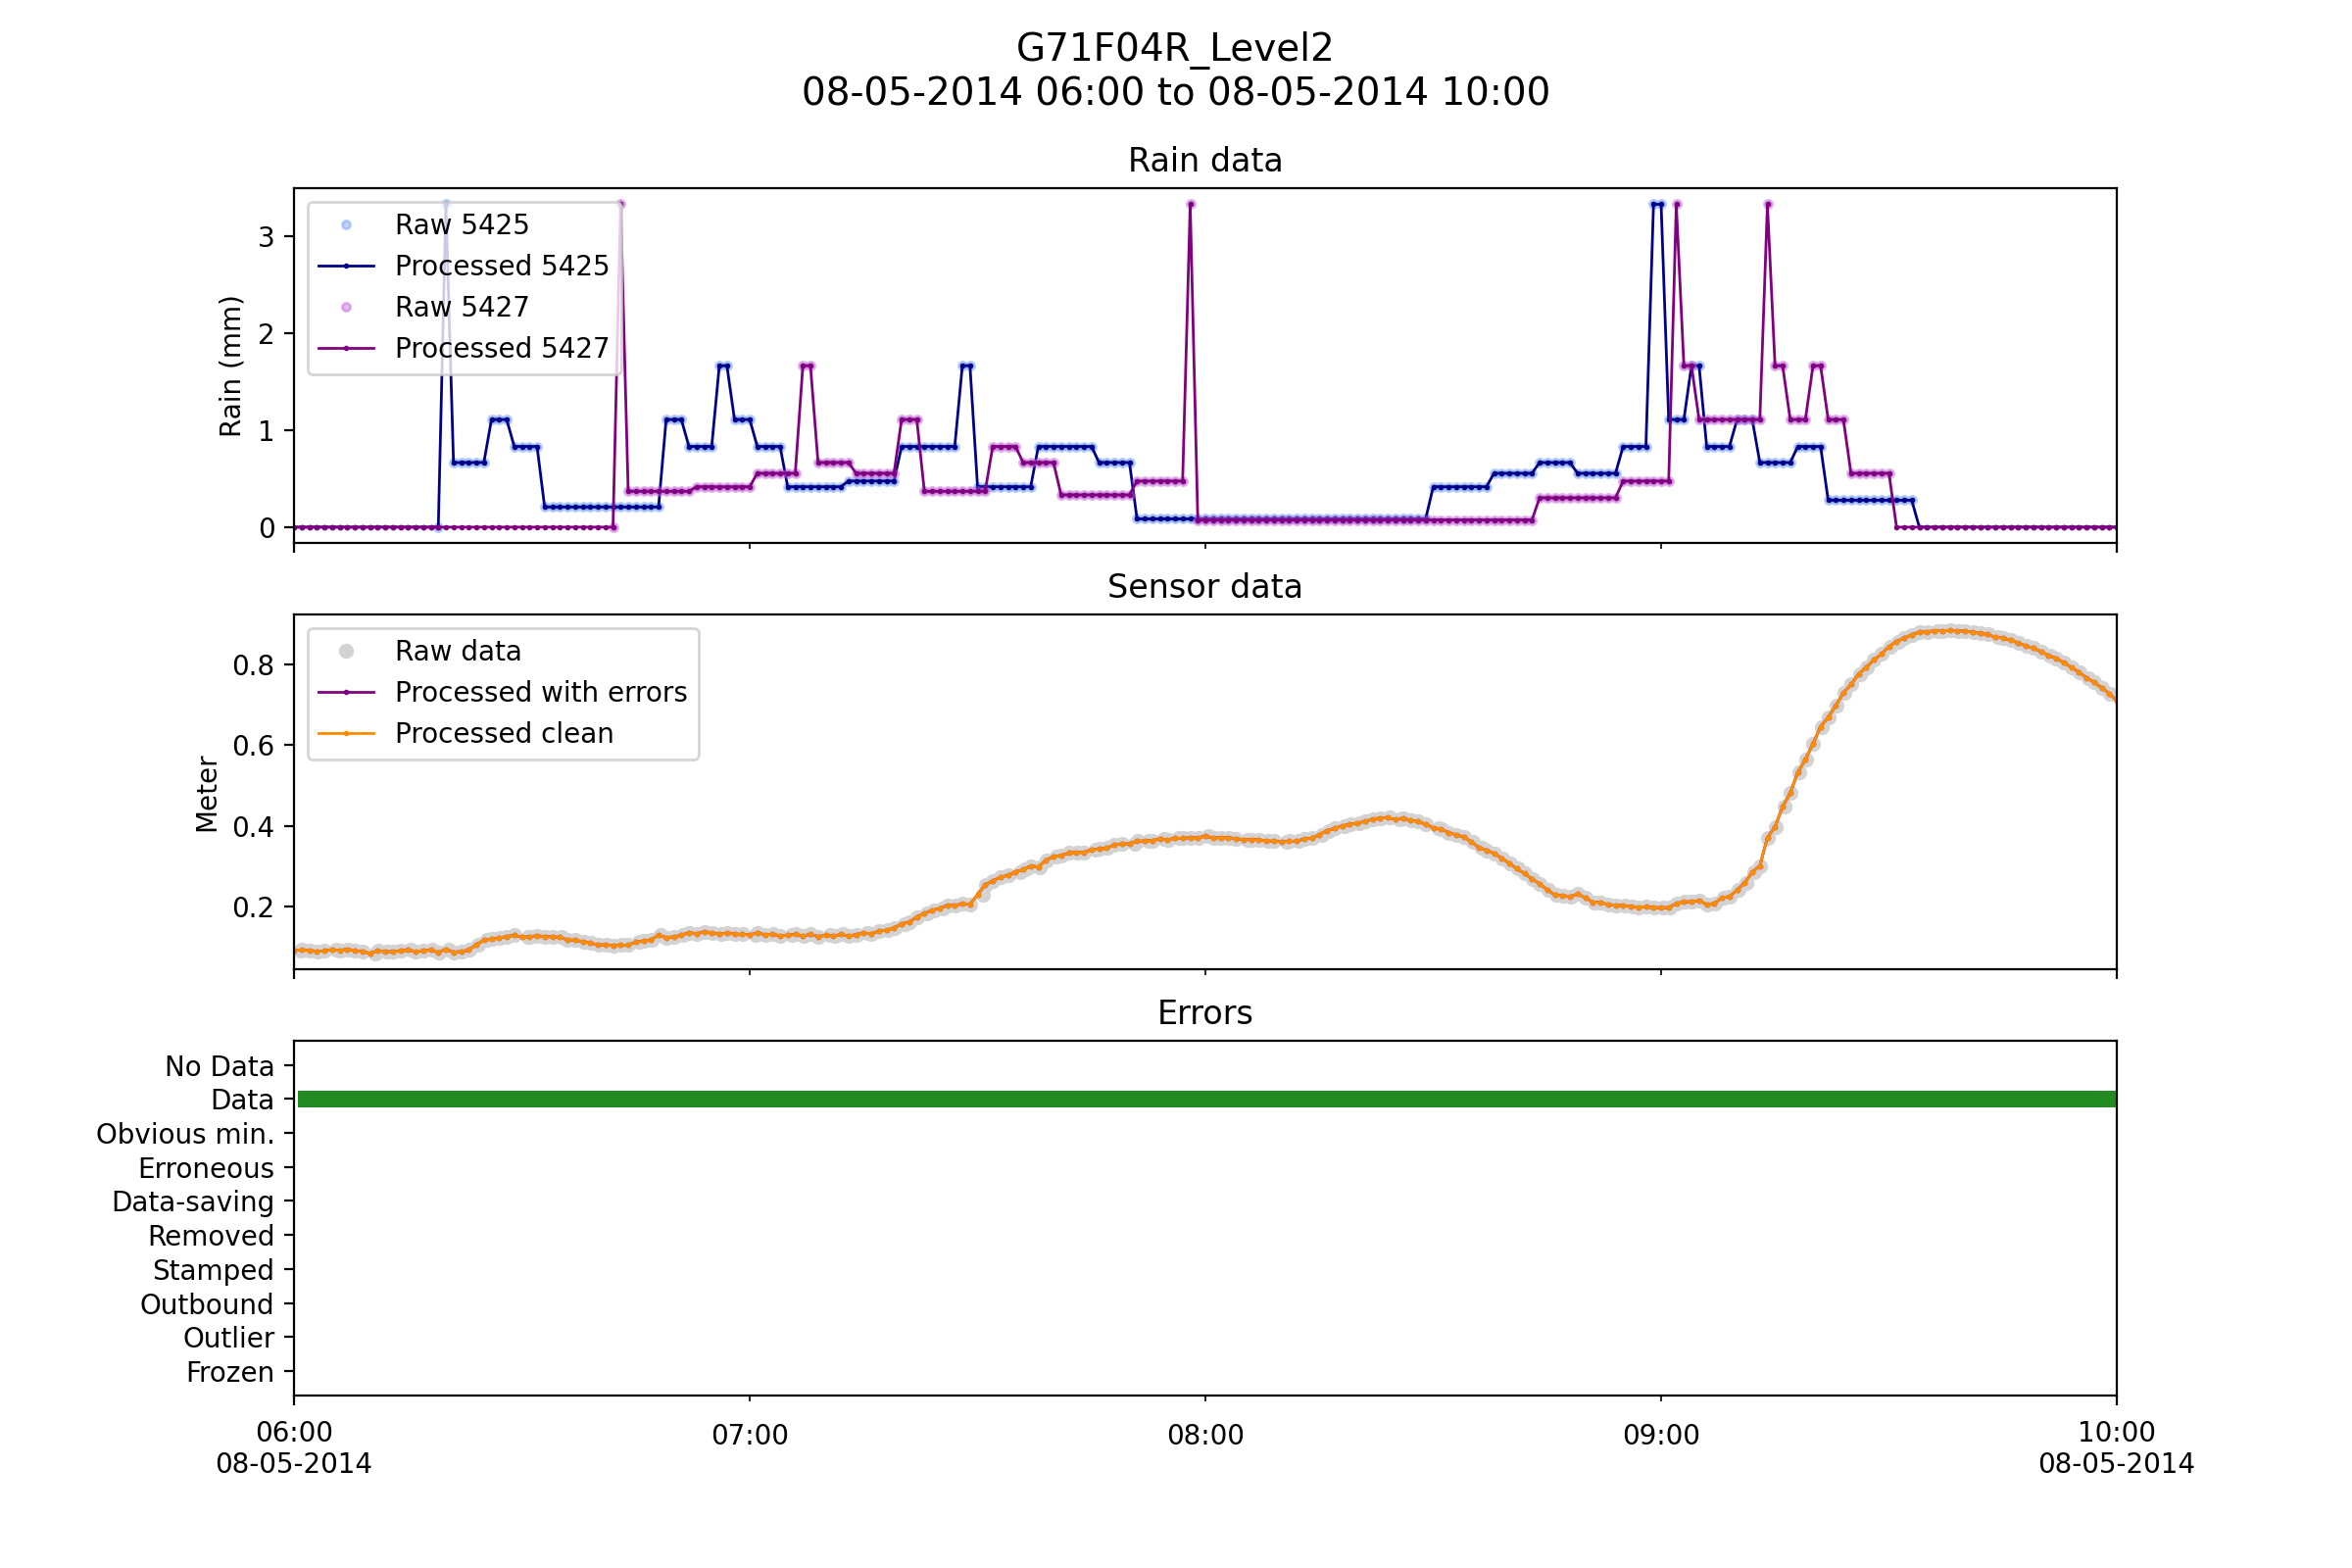 G71F04R_Level2
08-05-2014 06:00 to 08-05-2014 10:00
Rain data
Rain (mm)
3
2
1
0
Raw 5425
Processed 5425
Raw 5427
Processed 5427
Sensor data
Meter
0.8
0.6
0.4
0.2
Raw data
Processed with errors
Processed clean
Errors
No Data
Data
Obvious min.
Erroneous
Data-saving
Removed
Stamped
Outbound
Outlier
Frozen
06:00
08-05-2014
07:00
08:00
09:00
10:00
08-05-2014